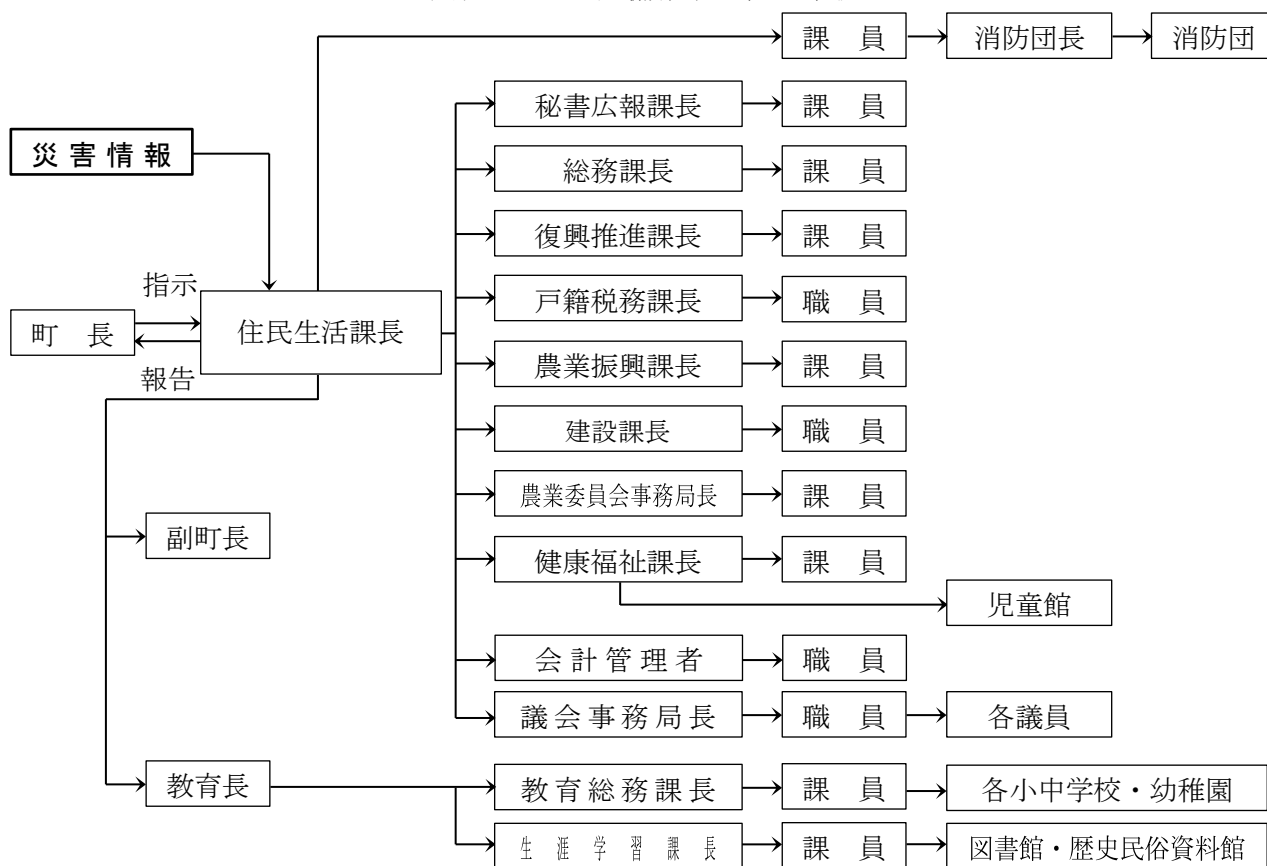 課　員　消防団長　消防団
秘書広報課長　課　員
災害情報
総務課長　課　員
復興推進課長　課　員
指示
戸籍税務課長　職　員
町　長　住民生活課長
農業振興課長　課　員
報告
建設課長　職　員
農業委員会事務局長　課　員
副町長
健康福祉課長　課　員
児童館
会計管理者　職　員
議会事務局長　職　員　各議員
教育長　教育総務課長　課　員　各小中学校・幼稚園
生涯学習課長　課　員　図書館・歴史民俗資料館